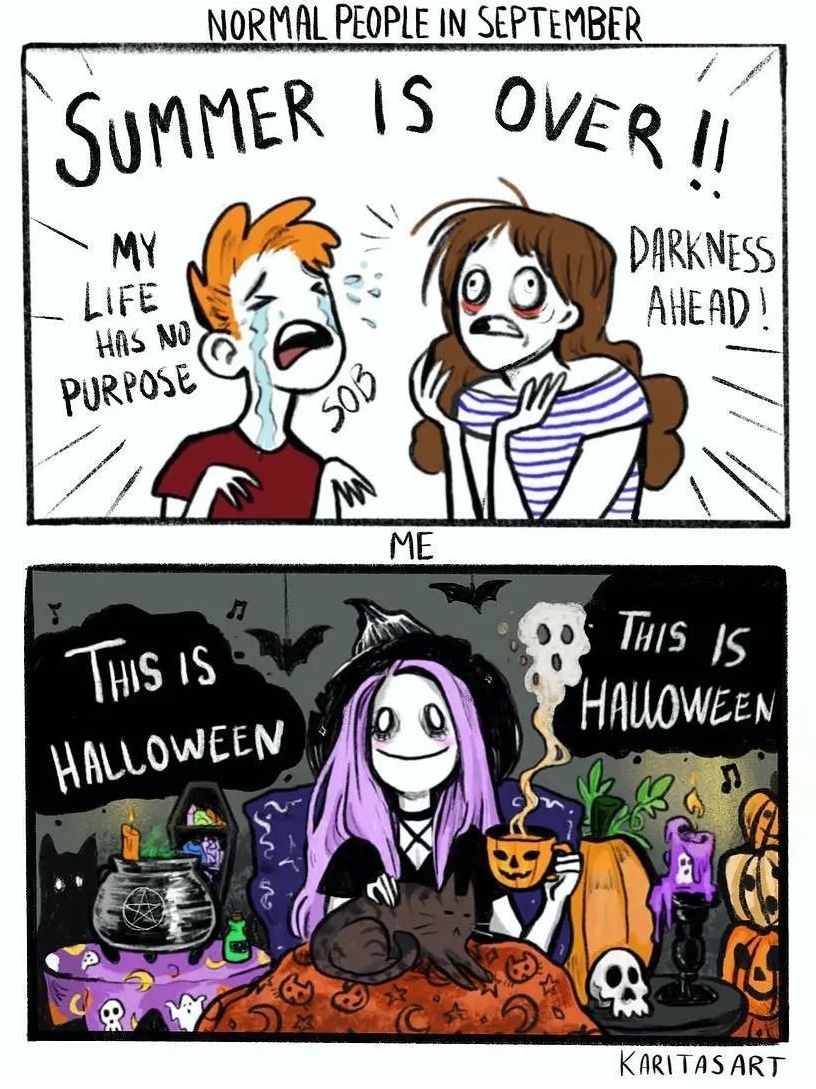 NORMAL PEOPLE IN SEPTEMBER
SUMMER IS OVER!!
MY
LIFE
HAS NO
PURPOSE
SOB
DARKNESS
AHEAD!
ME
THIS IS
HALLOWEEN
THIS IS
HALLOWEEN
KARITASART